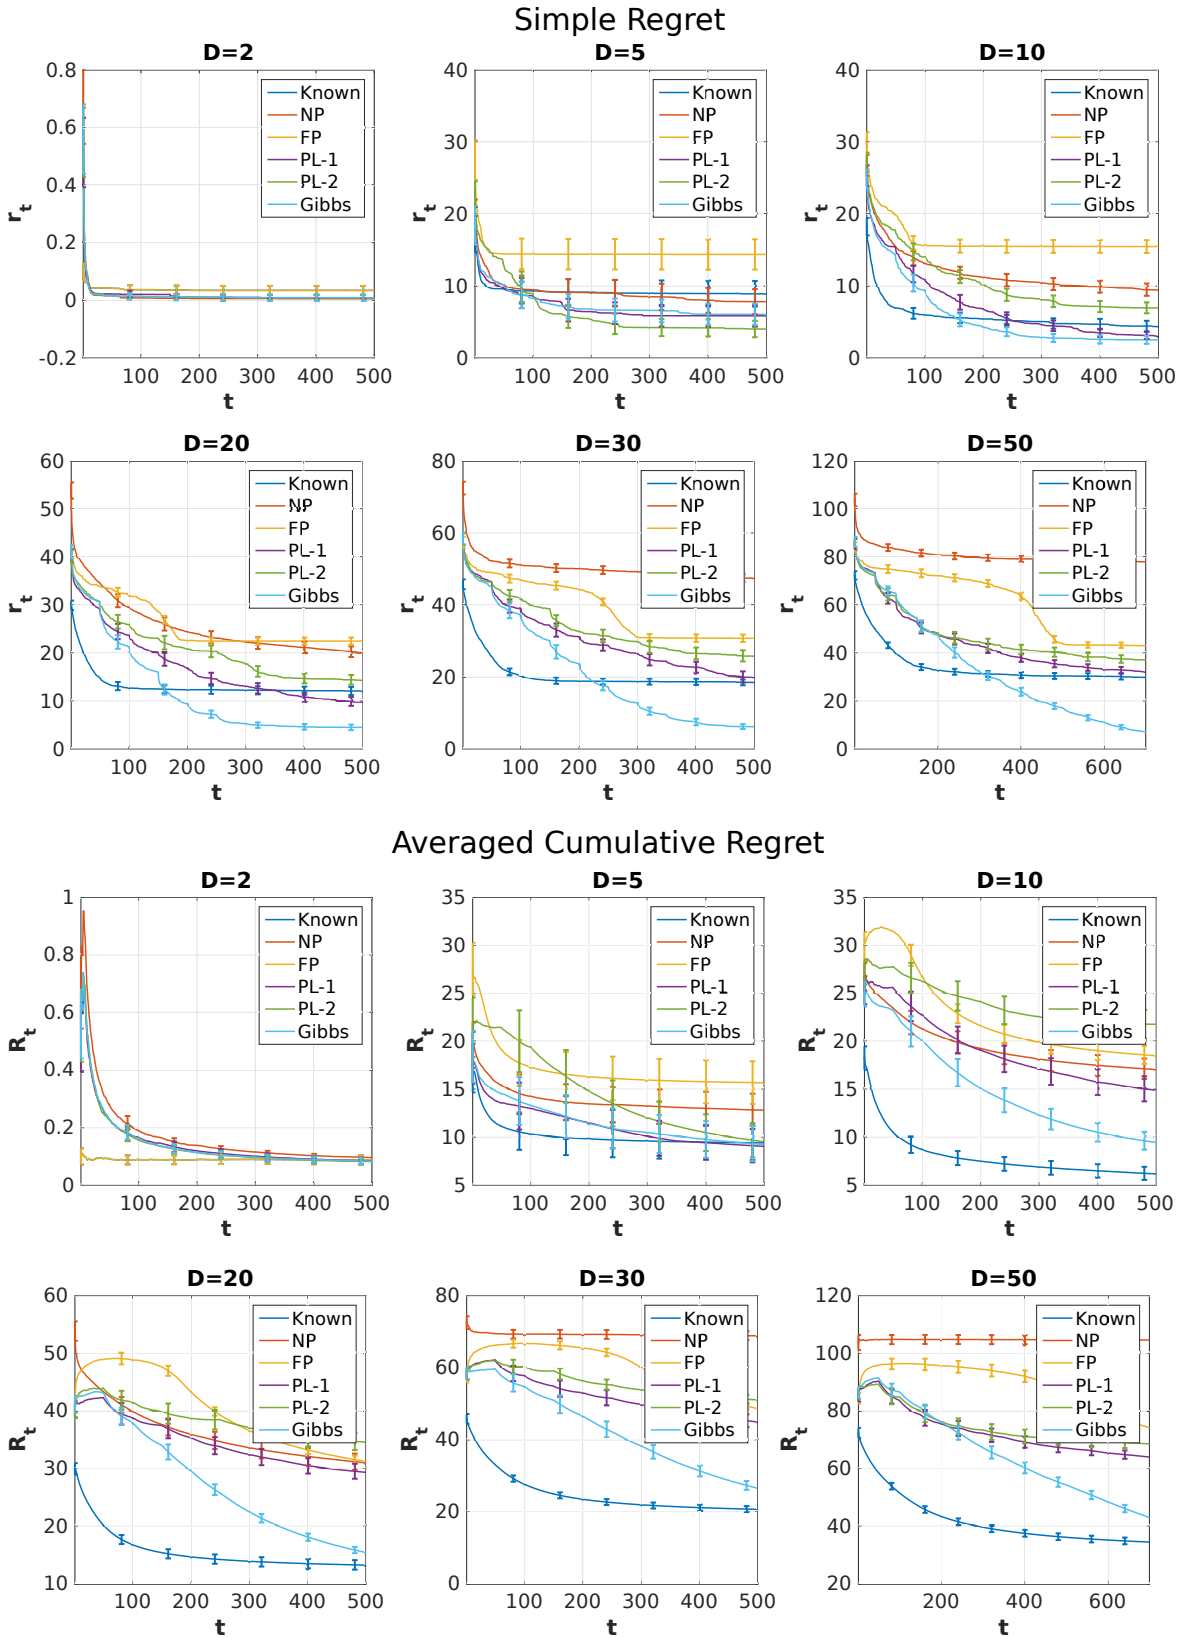 Simple Regret
D=2
D=5
D=10
0.8
0.6
0.4
0.2
0
-0.2
r_t
100 200 300 400 500
t
Known
NP
FP
PL-1
PL-2
Gibbs
40
30
20
10
0
r_t
100 200 300 400 500
t
Known
NP
FP
PL-1
PL-2
Gibbs
40
30
20
10
0
r_t
100 200 300 400 500
t
Known
NP
FP
PL-1
PL-2
Gibbs
D=20
D=30
D=50
60
50
40
30
20
10
0
r_t
100 200 300 400 500
t
Known
NP
FP
PL-1
PL-2
Gibbs
80
60
40
20
0
r_t
100 200 300 400 500
t
Known
NP
FP
PL-1
PL-2
Gibbs
120
100
80
60
40
20
0
r_t
200 400 600
t
Known
NP
FP
PL-1
PL-2
Gibbs
Averaged Cumulative Regret
D=2
D=5
D=10
1
0.8
0.6
0.4
0.2
0
R_t
100 200 300 400 500
t
Known
NP
FP
PL-1
PL-2
Gibbs
35
30
25
20
15
10
5
R_t
100 200 300 400 500
t
Known
NP
FP
PL-1
PL-2
Gibbs
35
30
25
20
15
10
5
R_t
100 200 300 400 500
t
Known
NP
FP
PL-1
PL-2
Gibbs
D=20
D=30
D=50
60
50
40
30
20
10
R_t
100 200 300 400 500
t
Known
NP
FP
PL-1
PL-2
Gibbs
80
60
40
20
0
R_t
100 200 300 400 500
t
Known
NP
FP
PL-1
PL-2
Gibbs
120
100
80
60
40
20
R_t
200 400 600
t
Known
NP
FP
PL-1
PL-2
Gibbs